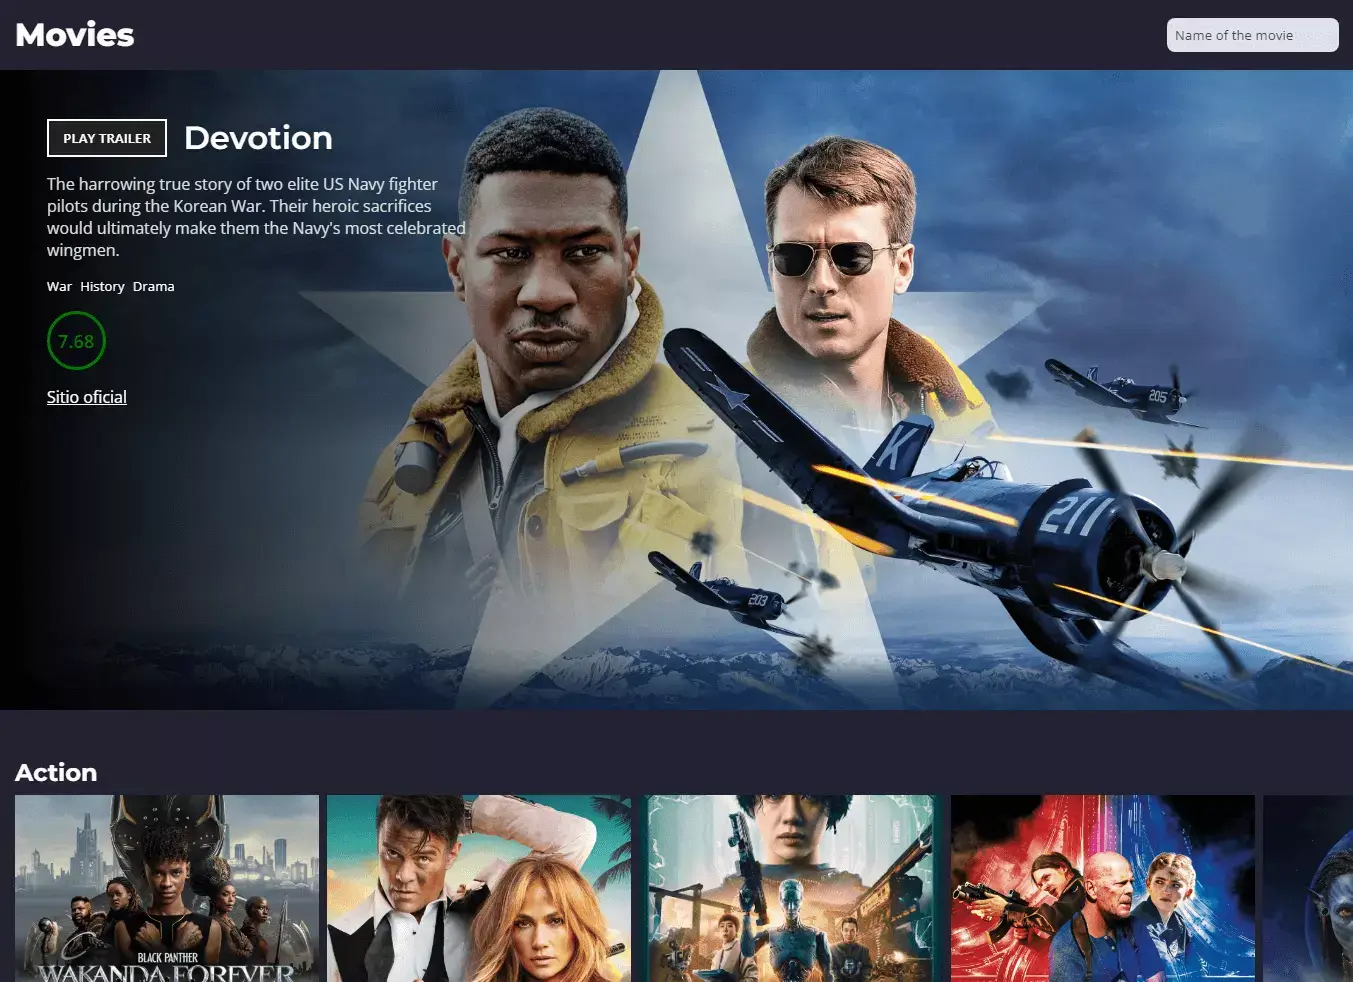 Movies
Name of the movie
PLAY TRAILER Devotion
The harrowing true story of two elite US Navy fighter
pilots during the Korean War. Their heroic sacrifices
would ultimately make them the Navy's most celebrated
wingmen.
War History Drama
7.68
Sitio oficial
K
205
K
211
203
Action
BLACK PANTHER
WAKANDA FOREVER